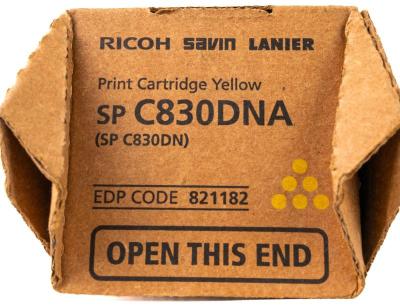 RICOH Savin LANIER
Print Cartridge Yellow
SP C830DNA
(SP C830DN)
EDP CODE 821182
OPEN THIS END